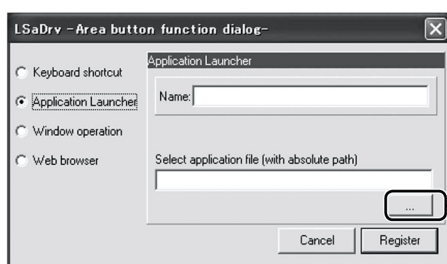 LSaDrv -Area button function dialog-
Keyboard shortcut
Application Launcher
Window operation
Web browser
Application Launcher
Name:
Select application file (with absolute path)
...
Cancel
Register